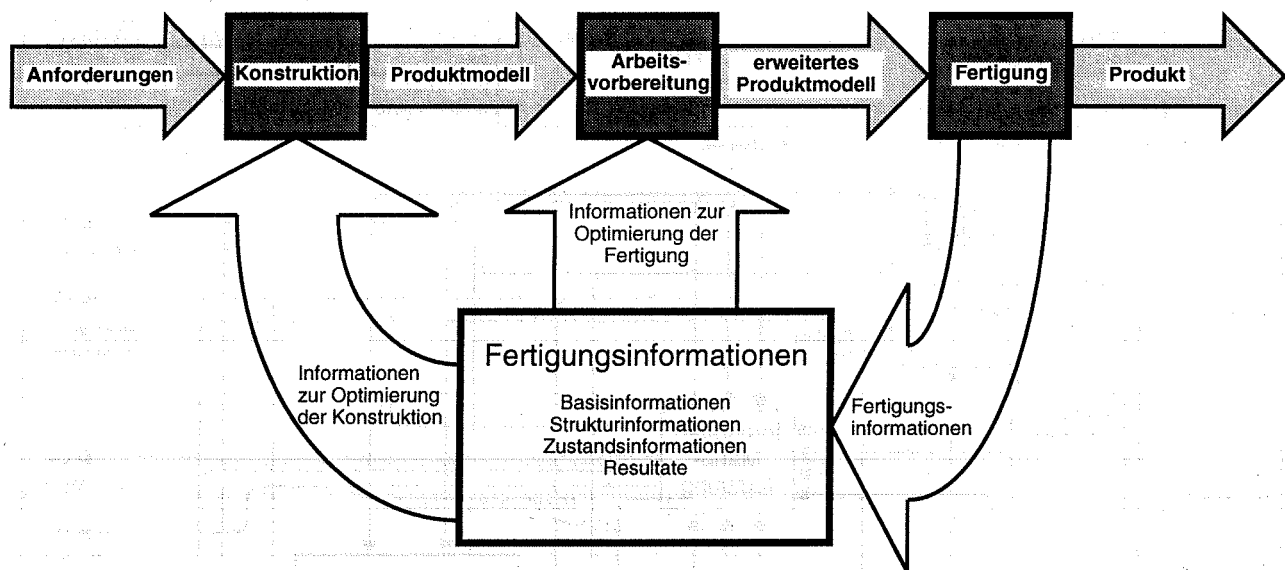 Anforderungen
Konstruktion
Produktmodell
Arbeits-
vorbereitung
erweitertes
Produktmodell
Fertigung
Produkt
Informationen zur
Optimierung der
Fertigung
Informationen
zur Optimierung
der Konstruktion
Fertigungsinformationen
Basisinformationen
Strukturinformationen
Zustandsinformationen
Resultate
Fertigungs-
informationen